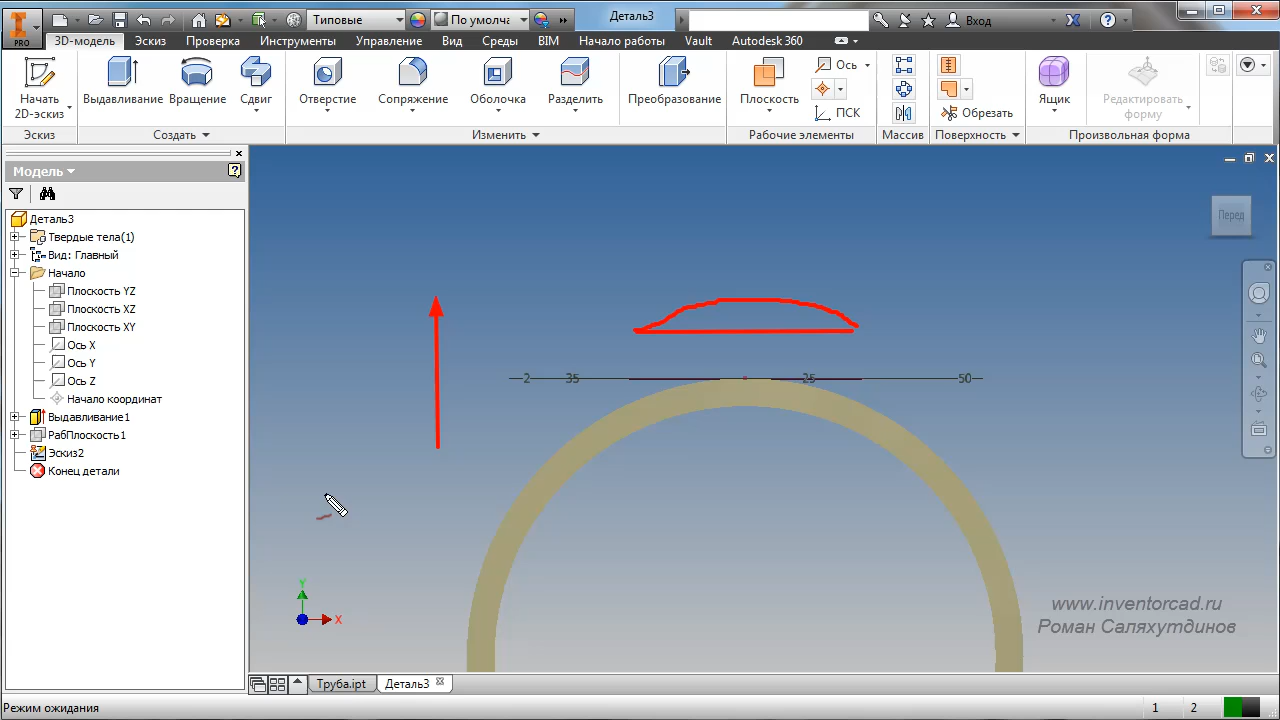 Типовые
По умолча
Деталь3
Вход
PRO
3D-модель
Эскиз
Проверка
Инструменты
Управление
Вид
Среды
BIM
Начало работы
Vault
Autodesk 360
Начать
2D-эскиз
Выдавливание
Вращение
Сдвиг
Отверстие
Сопряжение
Оболочка
Разделить
Преобразование
Плоскость
Ось
ПСК
Обрезать
Ящик
Редактировать
форму
Эскиз
Создать
Изменить
Рабочие элементы
Массив
Поверхность
Произвольная форма
Модель
Деталь3
Твердые тела(1)
Вид: Главный
Начало
Плоскость YZ
Плоскость XZ
Плоскость XY
Ось X
Ось Y
Ось Z
Начало координат
Выдавливание1
РабПлоскость1
Эскиз2
Конец детали
Перед
2 35 25 50
Y
X
www.inventorcad.ru
Роман Саляхутдинов
Труба.ipt
Деталь3
Режим ожидания
1 2